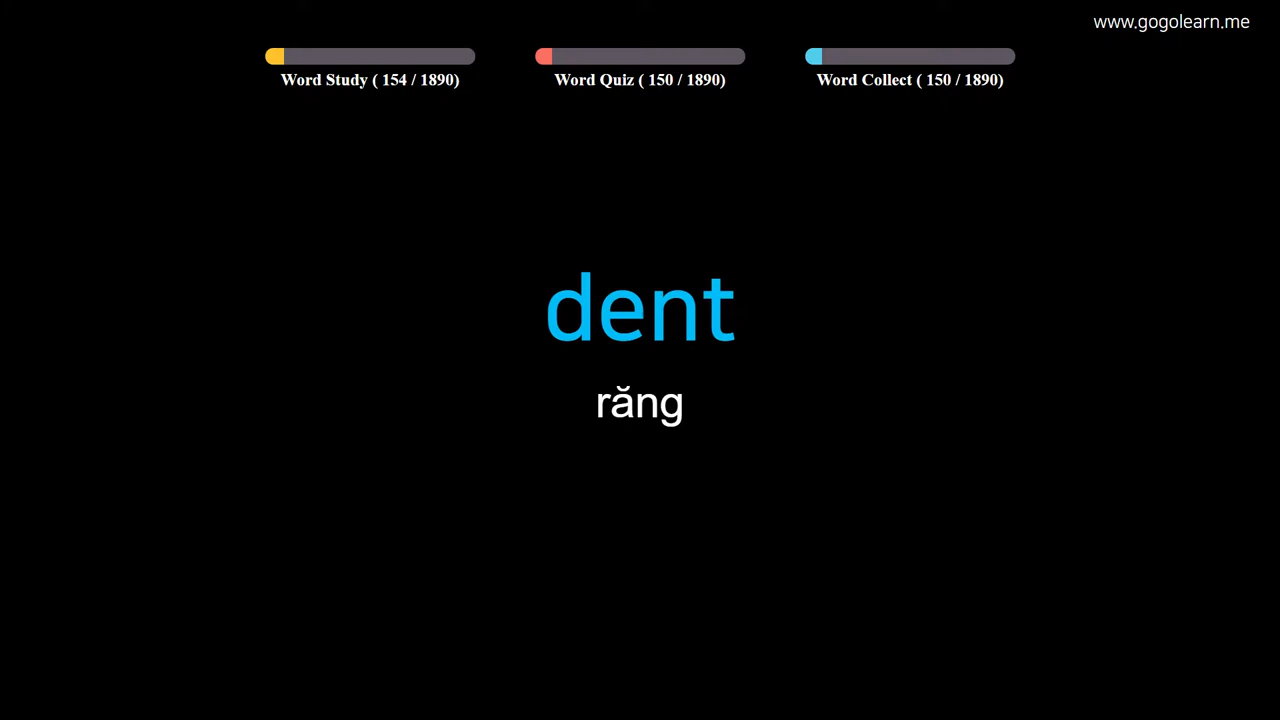 www.gogolearn.me
Word Study ( 154 / 1890)
Word Quiz ( 150 / 1890)
Word Collect ( 150 / 1890)
dent
răng